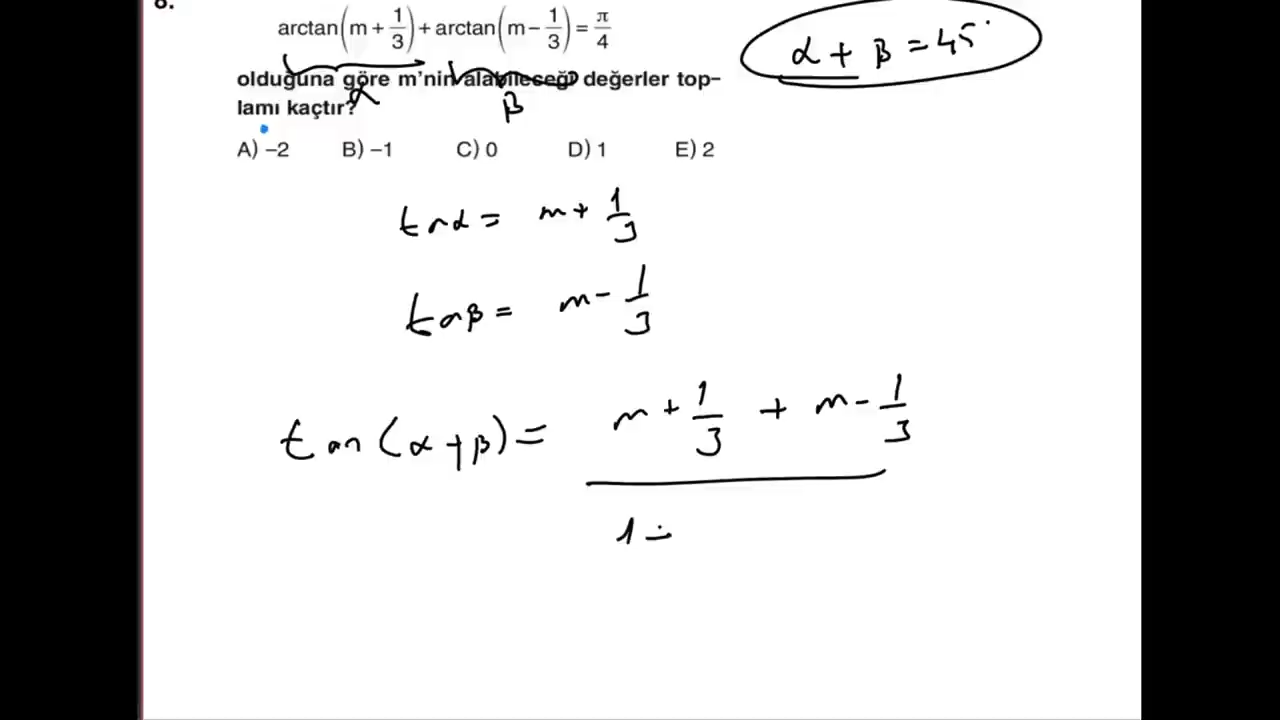 8.
arctan(m + 1/3) + arctan(m − 1/3) = π/4
α + β = 45°
olduğuna göre m'nin alabileceği değerler top-
lamı kaçtır?
α
β
A) –2 B) –1 C) 0 D) 1 E) 2
tanα = m + 1/3
tanβ = m − 1/3
tan(α+β) = m + 1/3 + m − 1/3
1 −